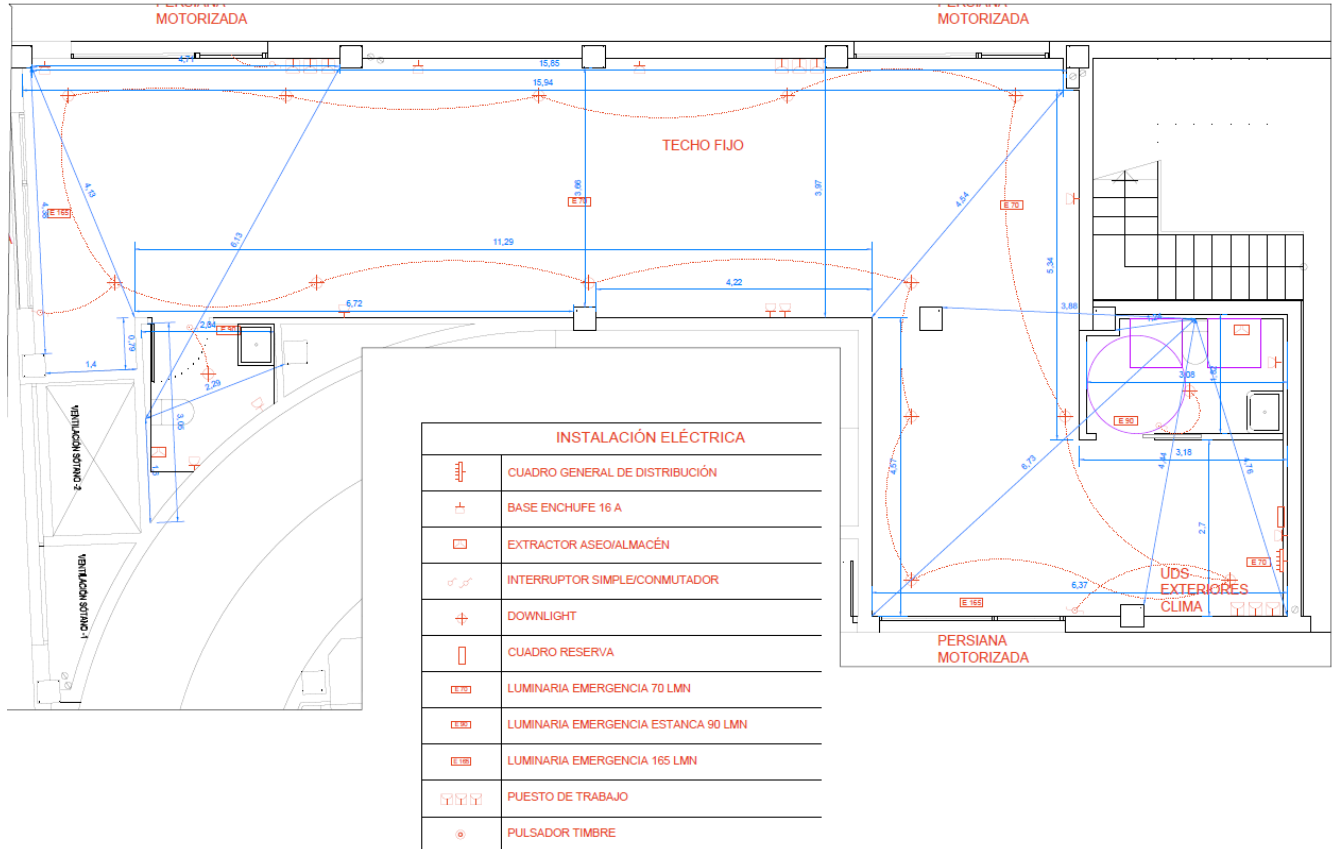 PERSIANA
MOTORIZADA
PERSIANA
MOTORIZADA
4,71
15,85
15,94
TECHO FIJO
4,13
3,66
3,97
4,54
E 165
E 70
E 70
6,13
11,29
5,34
4,22
6,72
3,88
2,84
E 90
0,79
1,4
2,29
3,08
E 90
3,06
VENTILACIÓN SOTANO -2
4,57
6,73
4,44
3,18
4,76
2,7
E 70
UDS
EXTERIORES
CLIMA
6,37
E 165
PERSIANA
MOTORIZADA
VENTILACIÓN SOTANO -1
INSTALACIÓN ELÉCTRICA
CUADRO GENERAL DE DISTRIBUCIÓN
BASE ENCHUFE 16 A
EXTRACTOR ASEO/ALMACÉN
INTERRUPTOR SIMPLE/CONMUTADOR
DOWNLIGHT
CUADRO RESERVA
E 70
LUMINARIA EMERGENCIA 70 LMN
E 90
LUMINARIA EMERGENCIA ESTANCA 90 LMN
E 165
LUMINARIA EMERGENCIA 165 LMN
PUESTO DE TRABAJO
PULSADOR TIMBRE